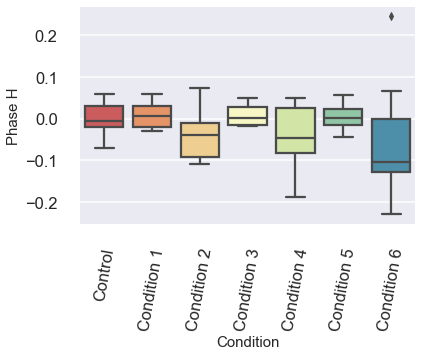 Phase H
0.2
0.1
0.0
−0.1
−0.2
Control
Condition 1
Condition 2
Condition 3
Condition 4
Condition 5
Condition 6
Condition